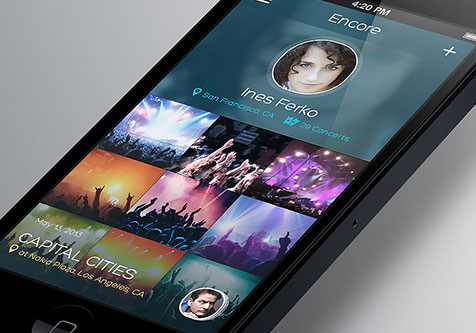 4:20 PM
Encore
+
Ines Ferko
San Francisco, CA 29 Concerts
May 13, 2013
CAPITAL CITIES
at Nokia Plaza, Los Angeles, CA